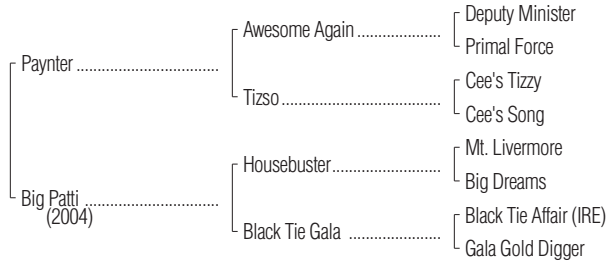 Deputy Minister
Awesome Again ..................
Primal Force
Paynter ...............................
Cee's Tizzy
Tizso ...................................
Cee's Song
Mt. Livermore
Housebuster........................
Big Dreams
Big Patti .............................
(2004)
Black Tie Affair (IRE)
Black Tie Gala ....................
Gala Gold Digger